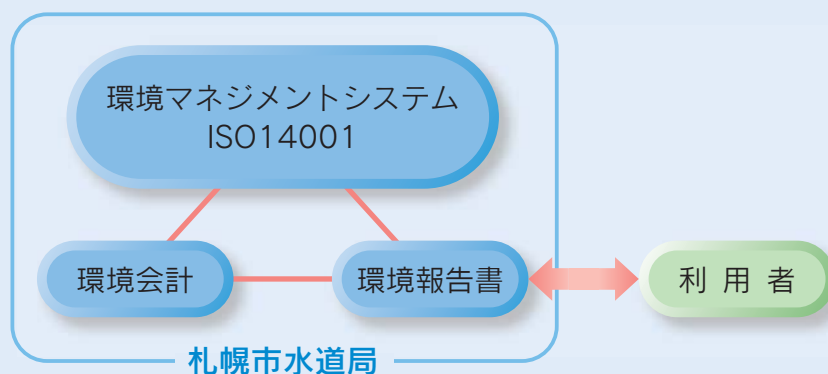 環境マネジメントシステム
ISO14001
環境会計
環境報告書
利用者
札幌市水道局